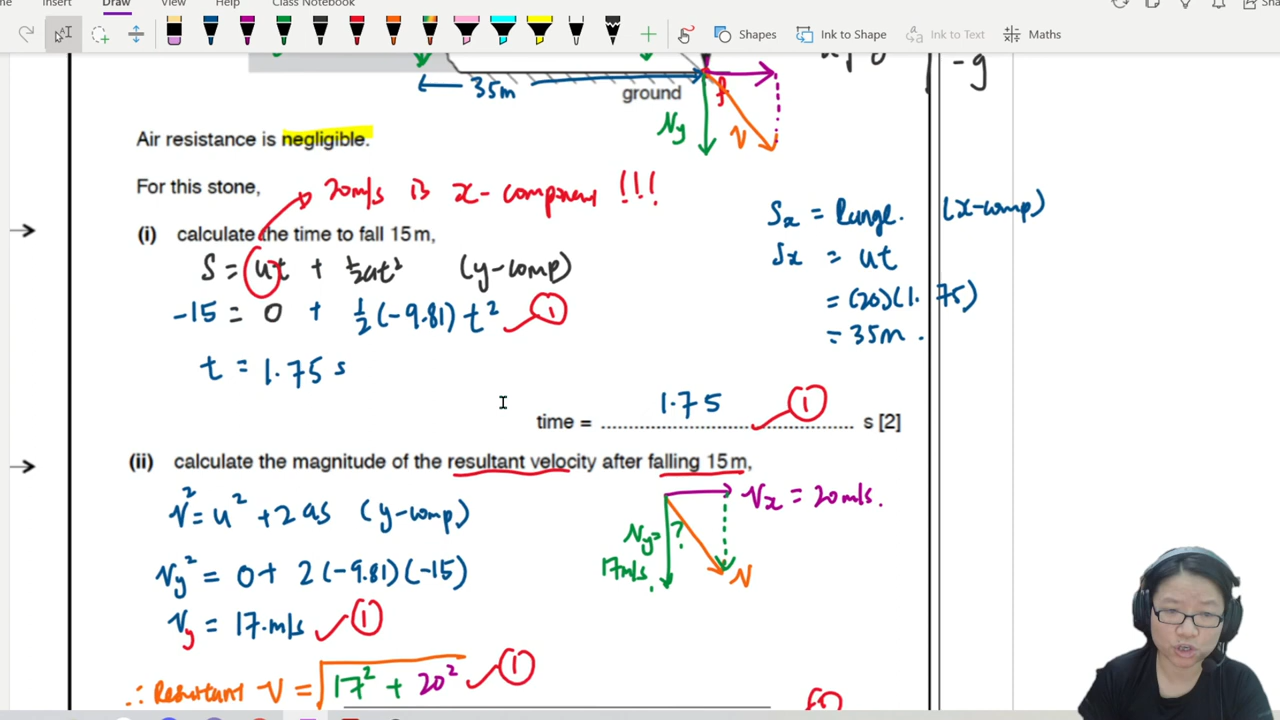 Insert Draw View Help Class Notebook
Shapes Ink to Shape Ink to Text Maths
35m
ground
Vy
V
-g
Air resistance is negligible.
For this stone,
20m/s is x-component !!!
(i) calculate the time to fall 15 m,
S = ut + ½at² (y-comp)
-15 = 0 + ½(-9.81)t² ①
t = 1.75 s
Sx = Range. (x-comp)
Sx = ut
= (20)(1.75)
= 35m.
time = 1.75 s [2] ①
(ii) calculate the magnitude of the resultant velocity after falling 15 m,
V² = u² + 2as (y-comp)
Vy² = 0 + 2(-9.81)(-15)
Vy = 17.m/s ①
Vx = 20m/s.
Vy=
17m/s.
?
V
∴ Resultant V = √17² + 20² ①